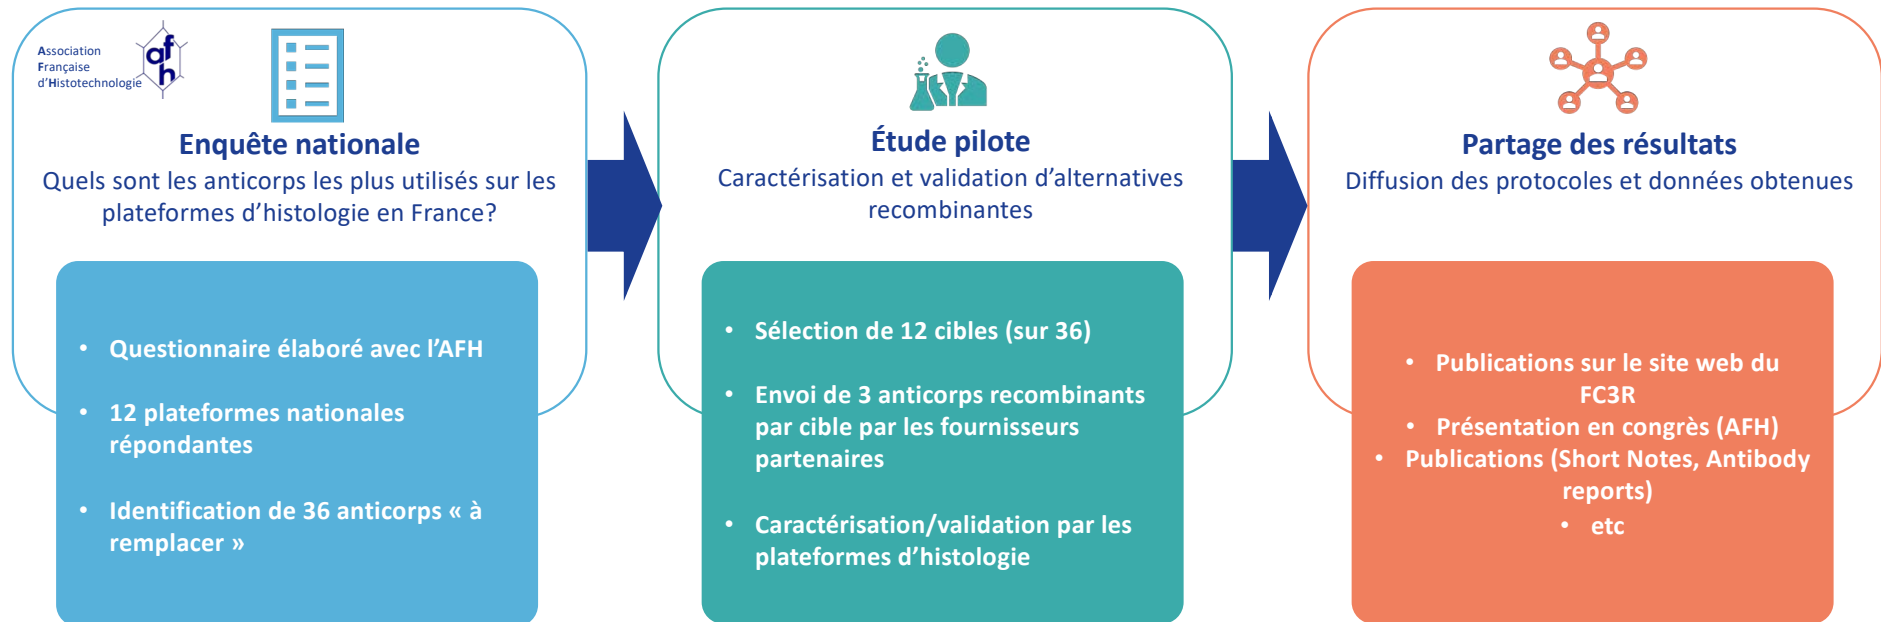 Association
Française
d'Histotechnologie
afh
Enquête nationale
Quels sont les anticorps les plus utilisés sur les
plateformes d'histologie en France?
• Questionnaire élaboré avec l'AFH
• 12 plateformes nationales
répondantes
• Identification de 36 anticorps « à
remplacer »
Étude pilote
Caractérisation et validation d'alternatives
recombinantes
• Sélection de 12 cibles (sur 36)
• Envoi de 3 anticorps recombinants
par cible par les fournisseurs
partenaires
• Caractérisation/validation par les
plateformes d'histologie
Partage des résultats
Diffusion des protocoles et données obtenues
• Publications sur le site web du
FC3R
• Présentation en congrès (AFH)
• Publications (Short Notes, Antibody
reports)
• etc